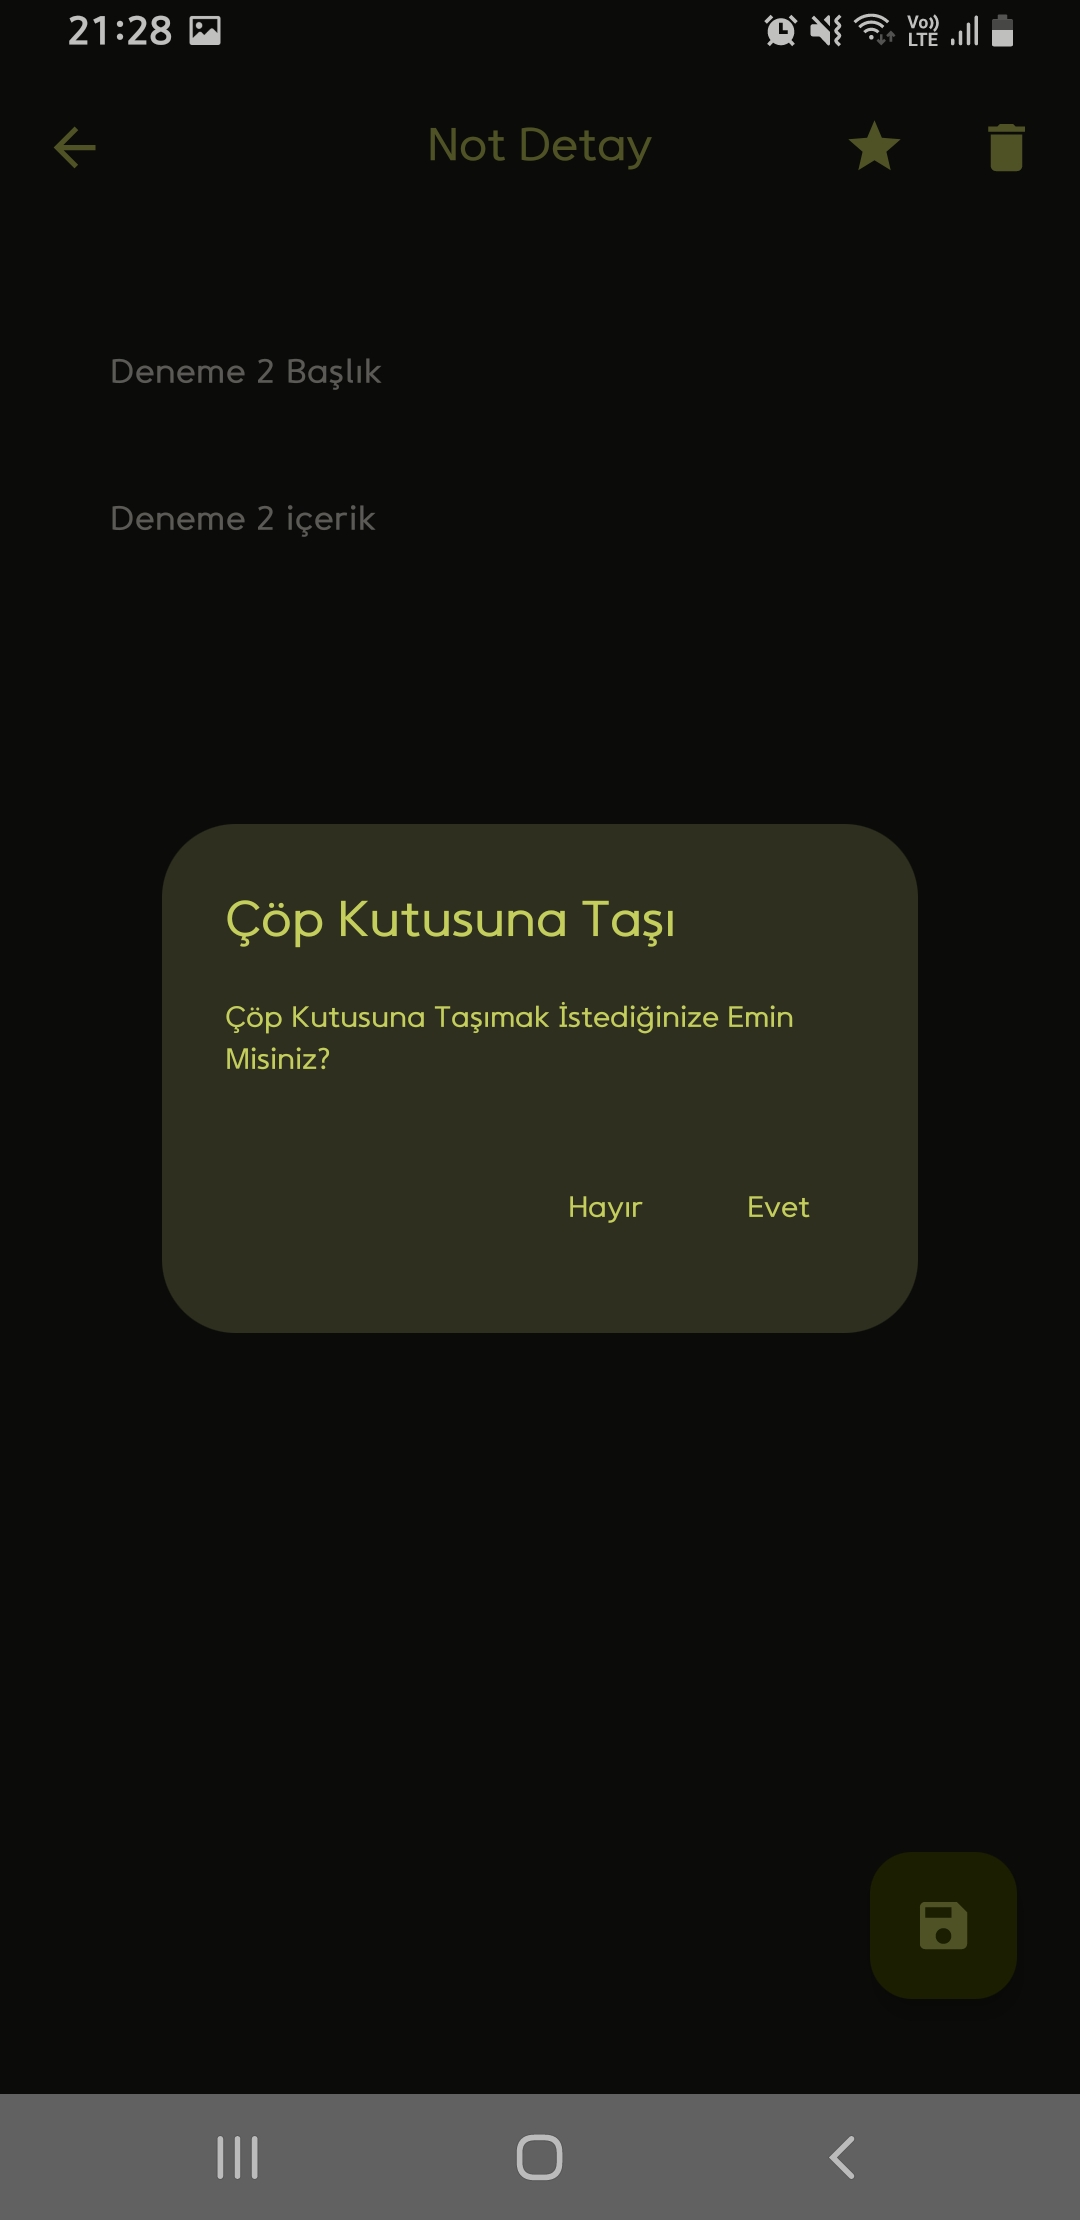 21:28
Vo))
LTE
Not Detay
Deneme 2 Başlık
Deneme 2 içerik
Çöp Kutusuna Taşı
Çöp Kutusuna Taşımak İstediğinize Emin
Misiniz?
Hayır Evet